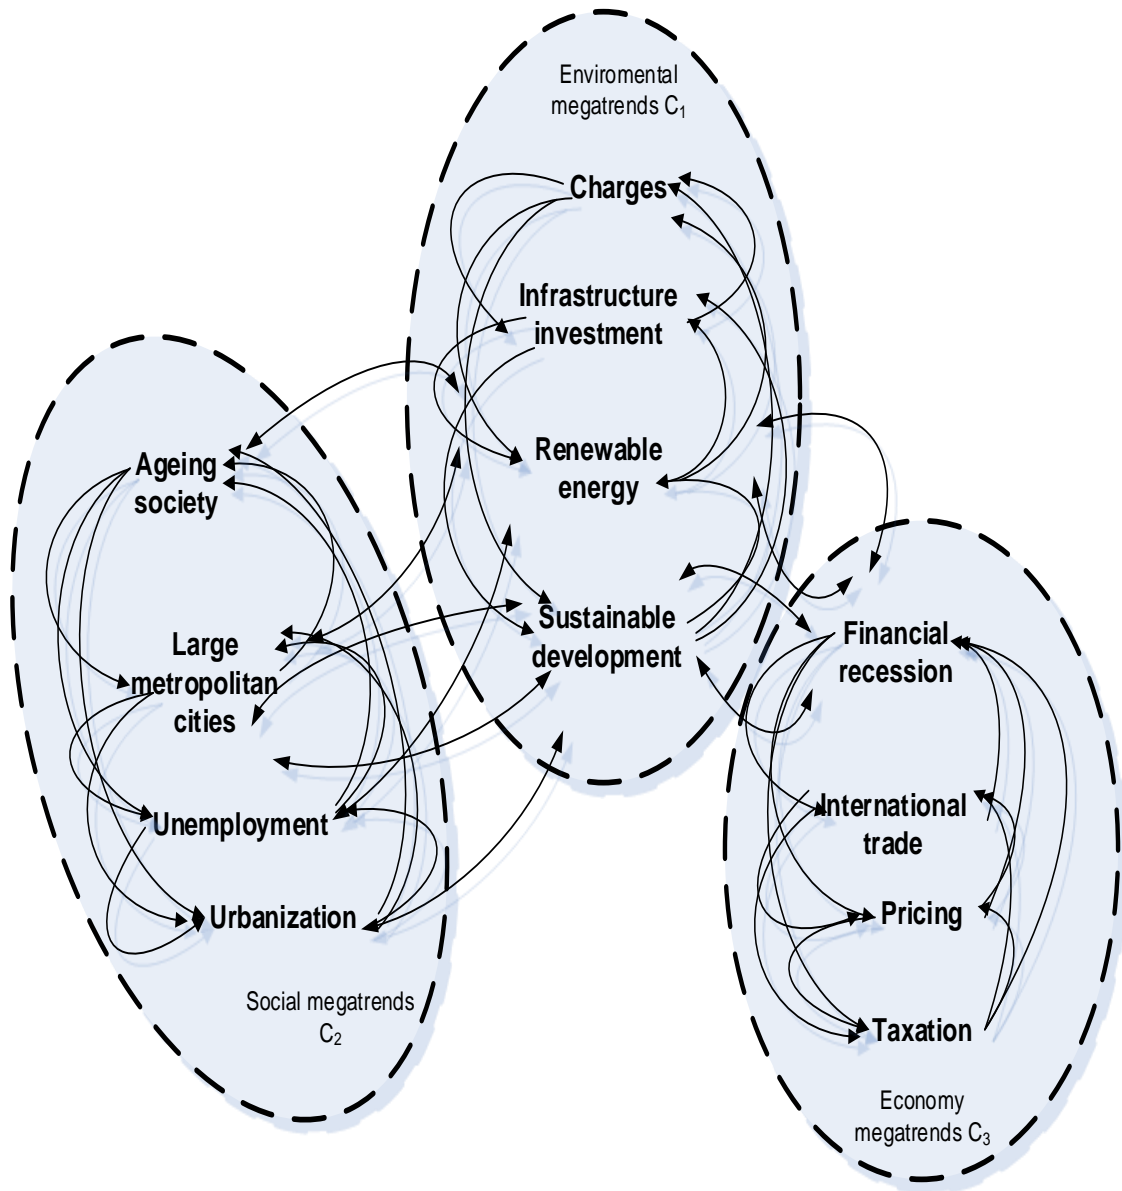 Enviromental
megatrends C₁
Charges
Infrastructure
investment
Renewable
energy
Sustainable
development
Ageing
society
Large
metropolitan
cities
Unemployment
Urbanization
Social megatrends
C₂
Financial
recession
International
trade
Pricing
Taxation
Economy
megatrends C₃